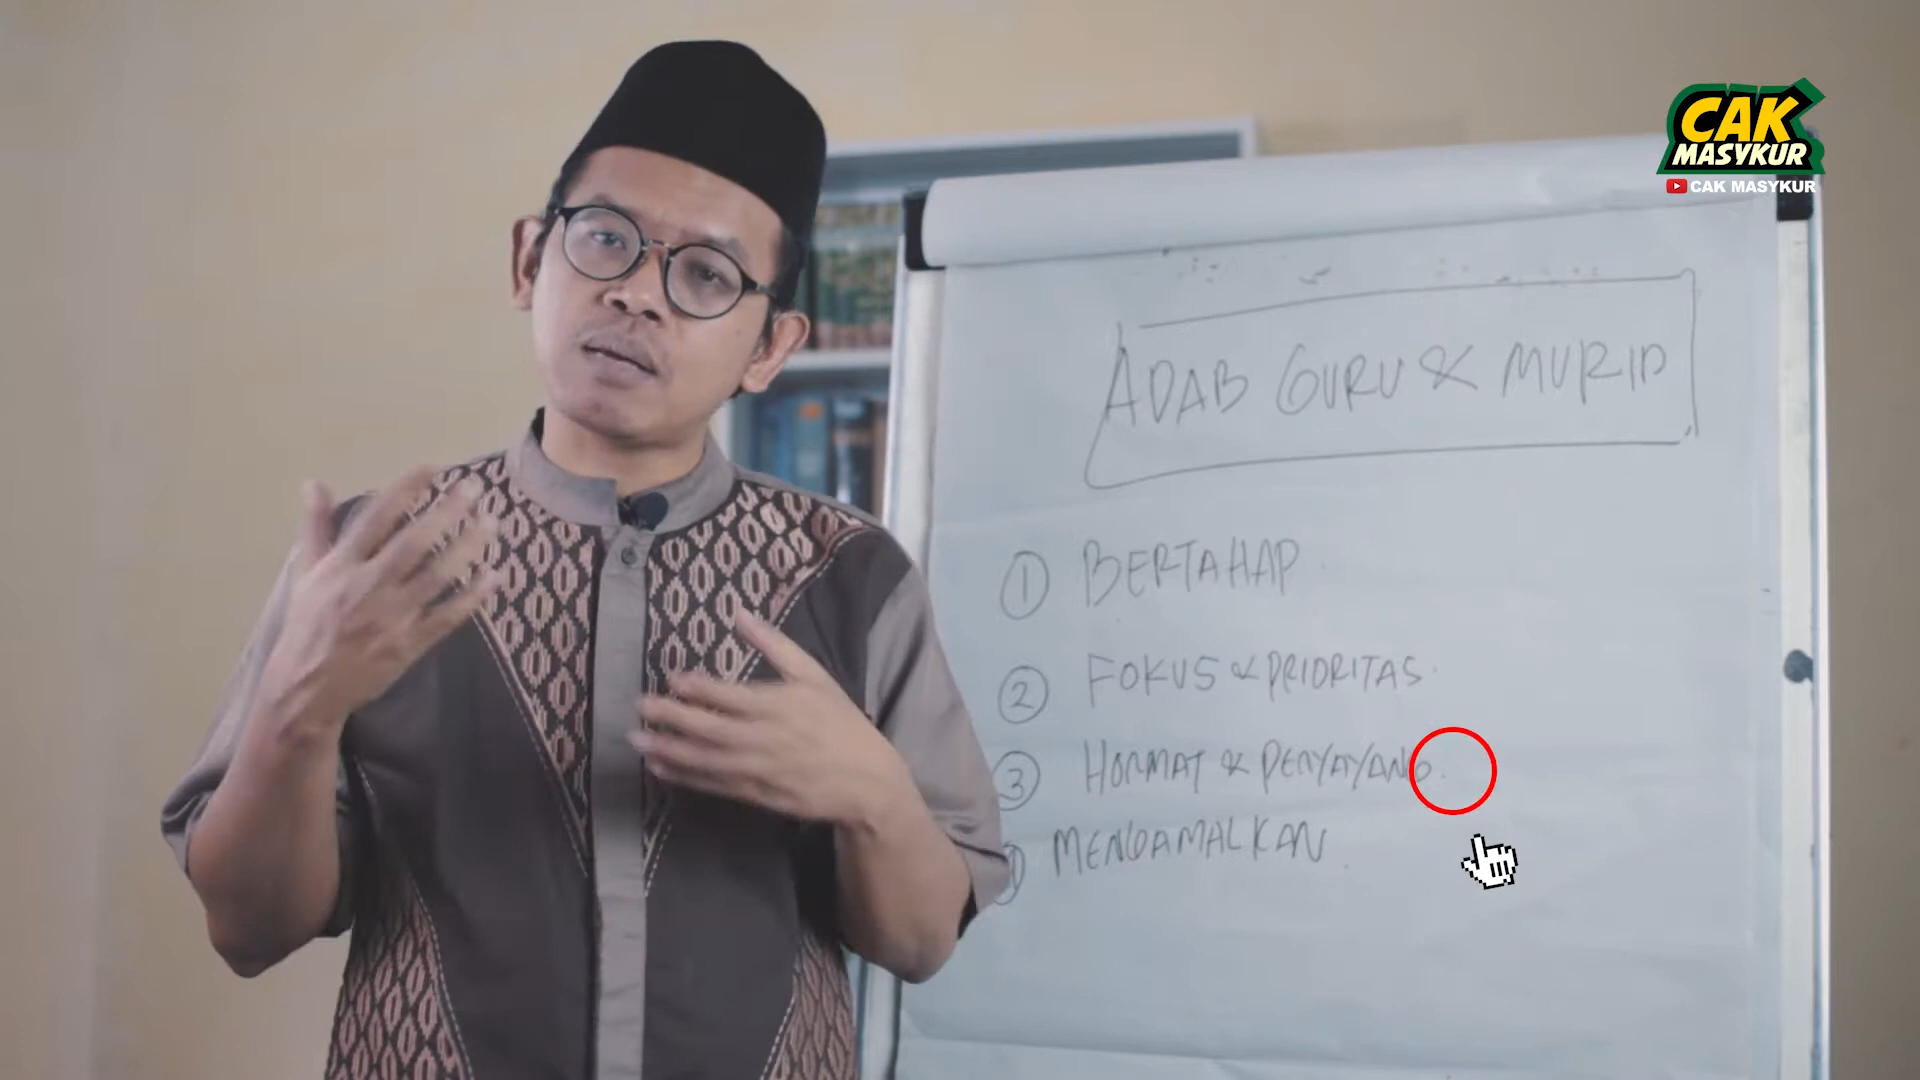 CAK
MASYKUR
CAK MASYKUR
ADAB GURU & MURID
1 BERTAHAP
2 FOKUS & PRIORITAS.
3 HORMAT & PENYAYANG.
MENGAMALKAN.